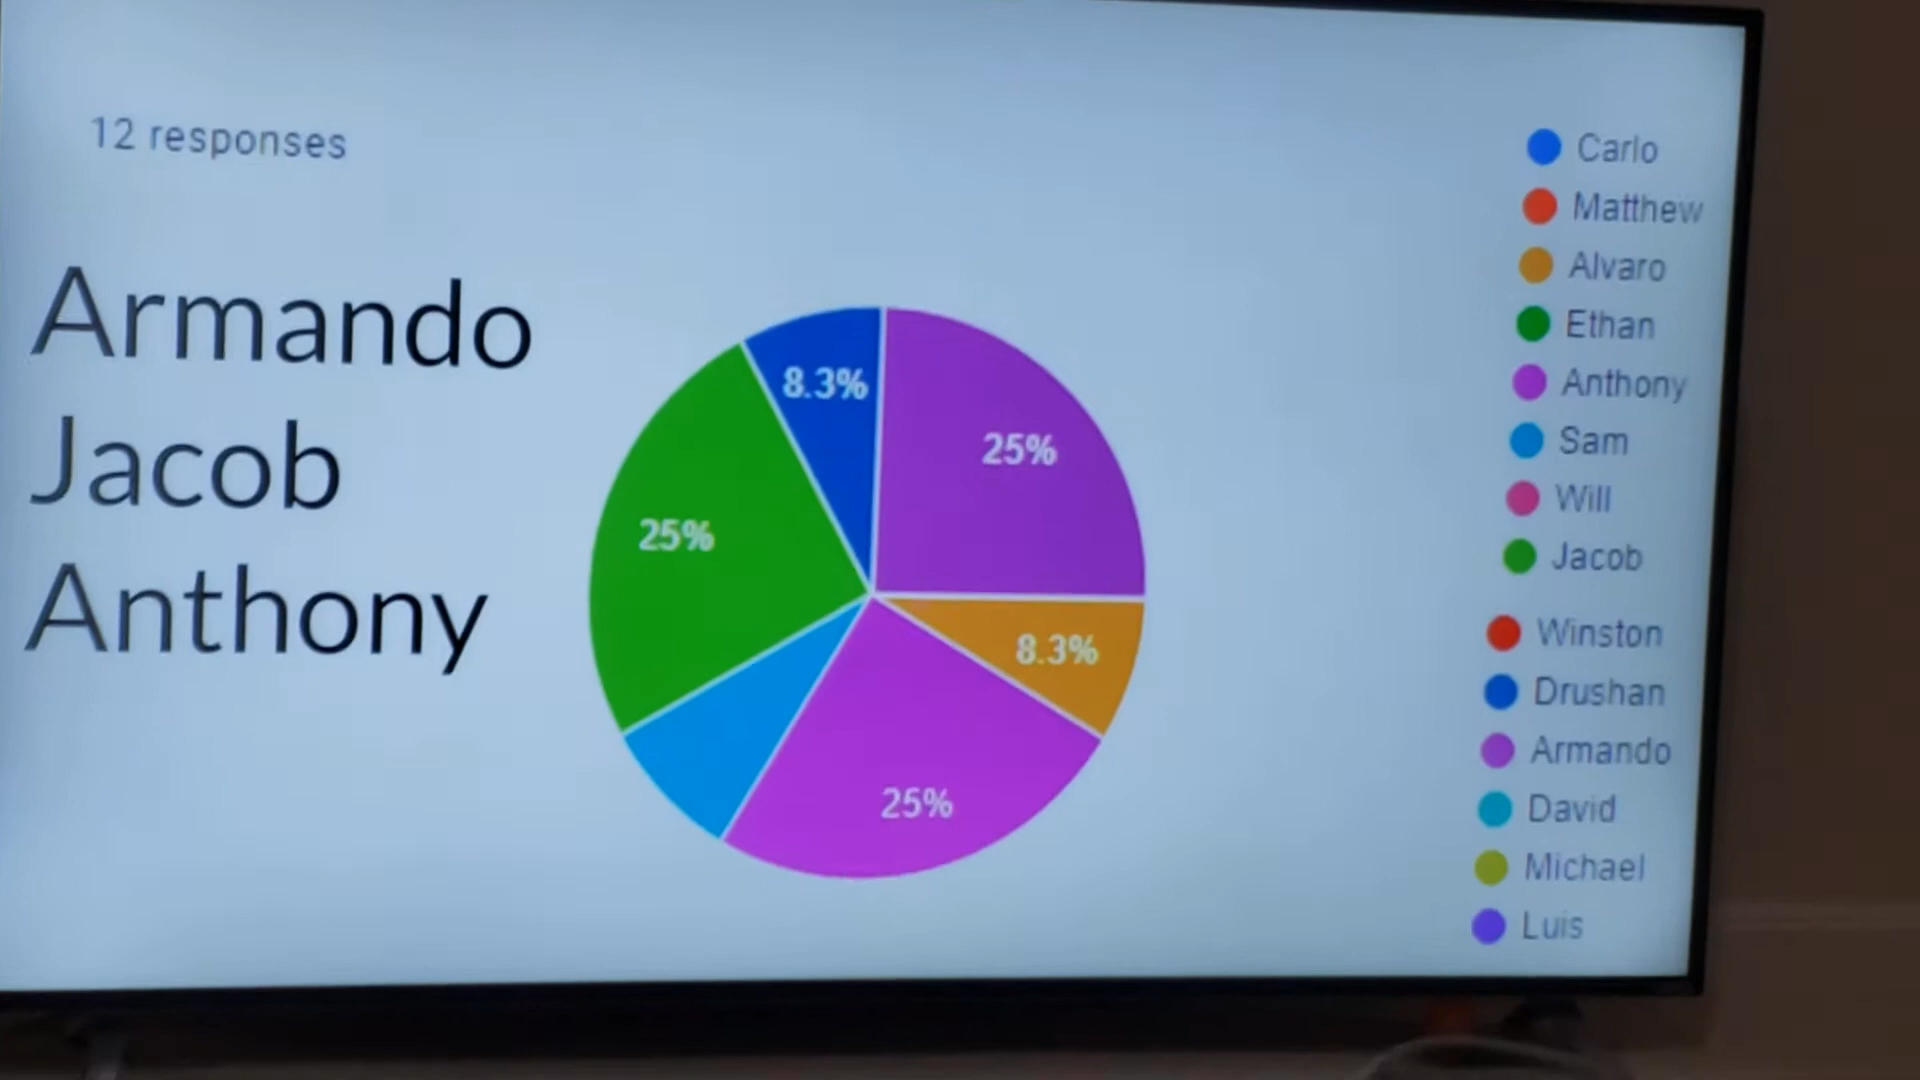 12 responses
Armando
Jacob
Anthony
8.3%
25%
25%
8.3%
25%
Carlo
Matthew
Alvaro
Ethan
Anthony
Sam
Will
Jacob
Winston
Drushan
Armando
David
Michael
Luis